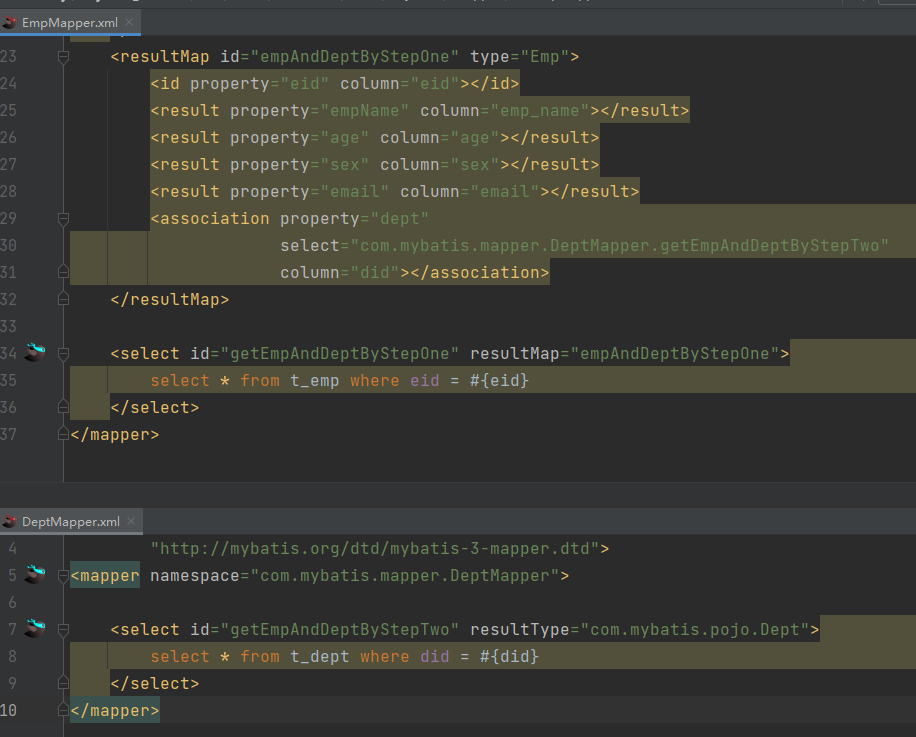 EmpMapper.xml
23 <resultMap id="empAndDeptByStepOne" type="Emp">
24 <id property="eid" column="eid"></id>
25 <result property="empName" column="emp_name"></result>
26 <result property="age" column="age"></result>
27 <result property="sex" column="sex"></result>
28 <result property="email" column="email"></result>
29 <association property="dept"
30 select="com.mybatis.mapper.DeptMapper.getEmpAndDeptByStepTwo"
31 column="did"></association>
32 </resultMap>
33
34 <select id="getEmpAndDeptByStepOne" resultMap="empAndDeptByStepOne">
35 select * from t_emp where eid = #{eid}
36 </select>
37 </mapper>
DeptMapper.xml
4 "http://mybatis.org/dtd/mybatis-3-mapper.dtd">
5 <mapper namespace="com.mybatis.mapper.DeptMapper">
6
7 <select id="getEmpAndDeptByStepTwo" resultType="com.mybatis.pojo.Dept">
8 select * from t_dept where did = #{did}
9 </select>
10 </mapper>